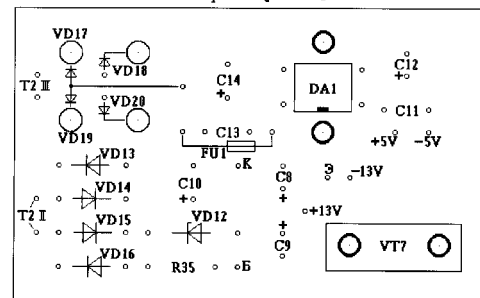 VD17
VD18
T2 III
C14
+
DA1
C12
+
VD20
C11
VD19
C13
+5V
-5V
FU1
VD13
K
C8
Э
-13V
VD14
C10
+
+
+13V
T2 II
VD15
VD12
+
C9
VT7
VD16
R35
Б